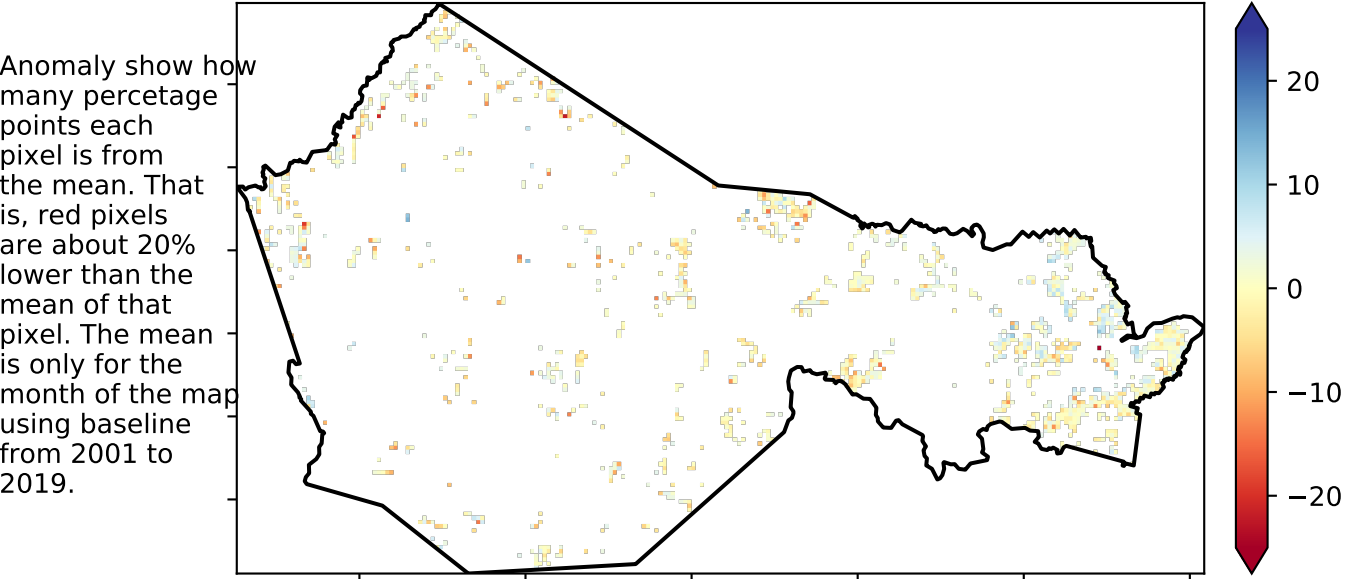 Anomaly show how
many percetage
points each
pixel is from
the mean. That
is, red pixels
are about 20%
lower than the
mean of that
pixel. The mean
is only for the
month of the map
using baseline
from 2001 to
2019.
20
10
0
−10
−20